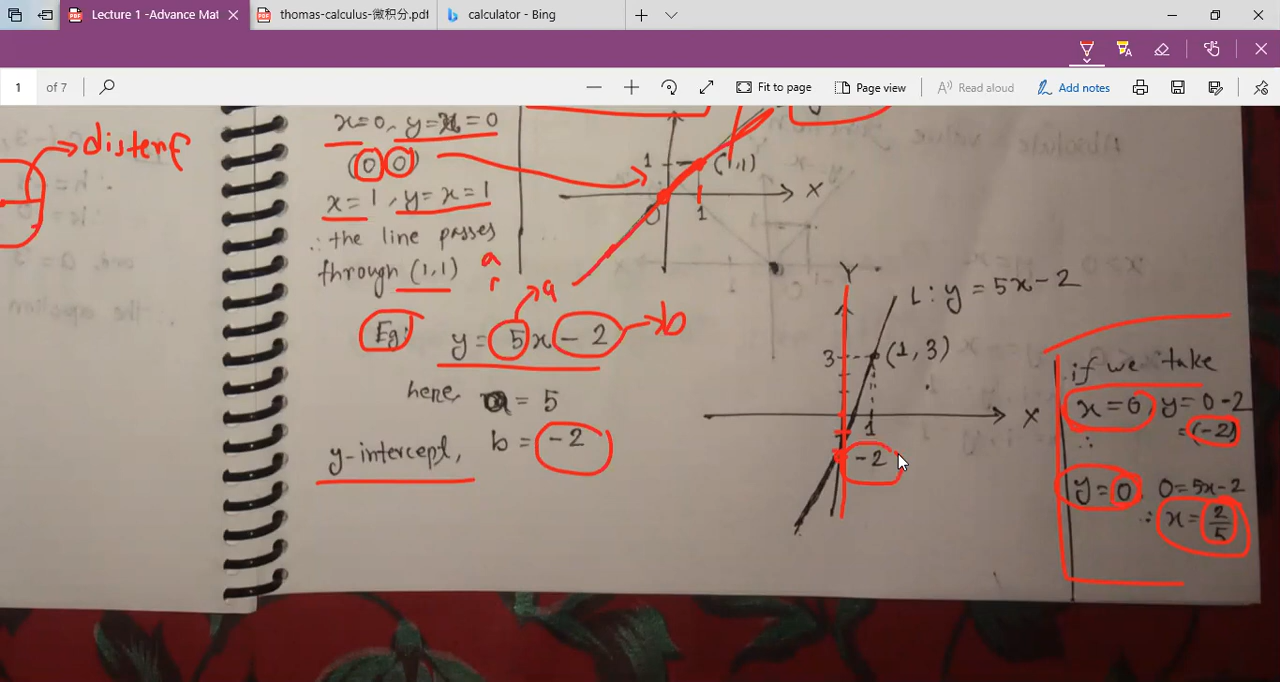 Lecture 1 -Advance Mat
thomas-calculus-微积分.pdf
calculator - Bing
1 of 7
Fit to page
Page view
Read aloud
Add notes
distenf
x=0, y=x=0
(0 0)
x=1, y=x=1
∴ the line passes
through (1,1)
a
r
a
1
(1,1)
X
0
1
Eg:
y = 5x - 2
b
here, a = 5
b = -2
y-intercept,
Y
L: y = 5x-2
3
(1,3)
X
1
-2
if we take
x=0, y=0-2
∴ =(-2)
y=0 0=5x-2
∴ x=2/5
Absolute value function